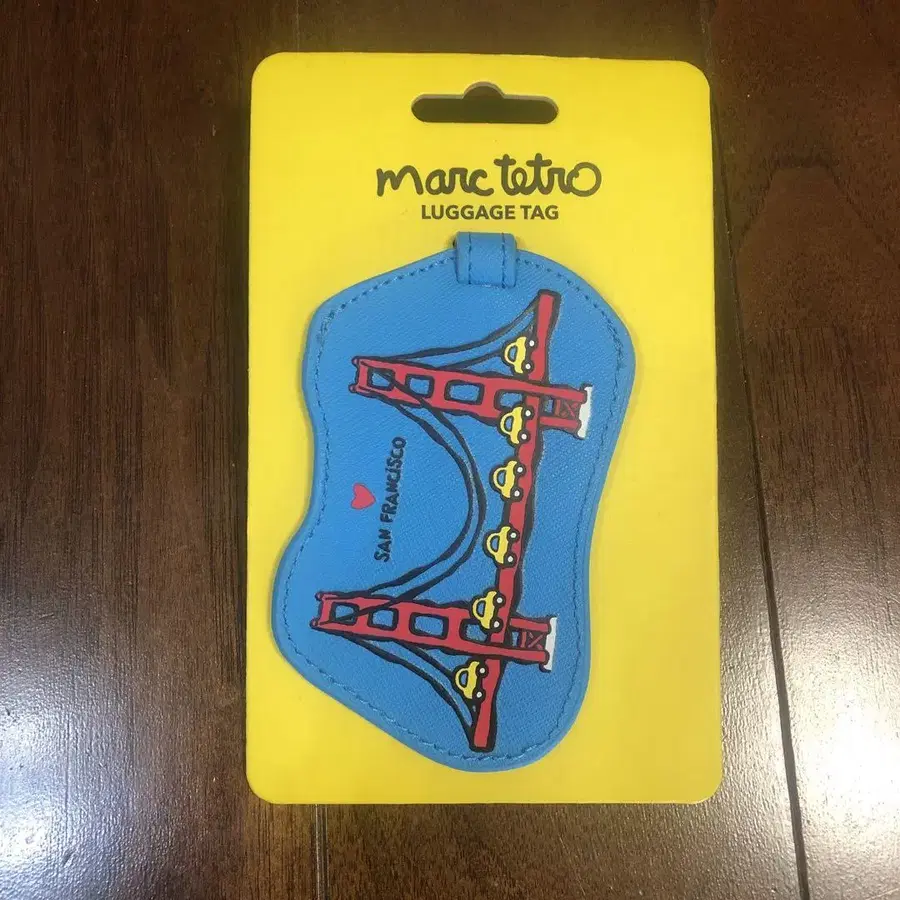 marc tetro
LUGGAGE TAG
SAN FRANCISCO